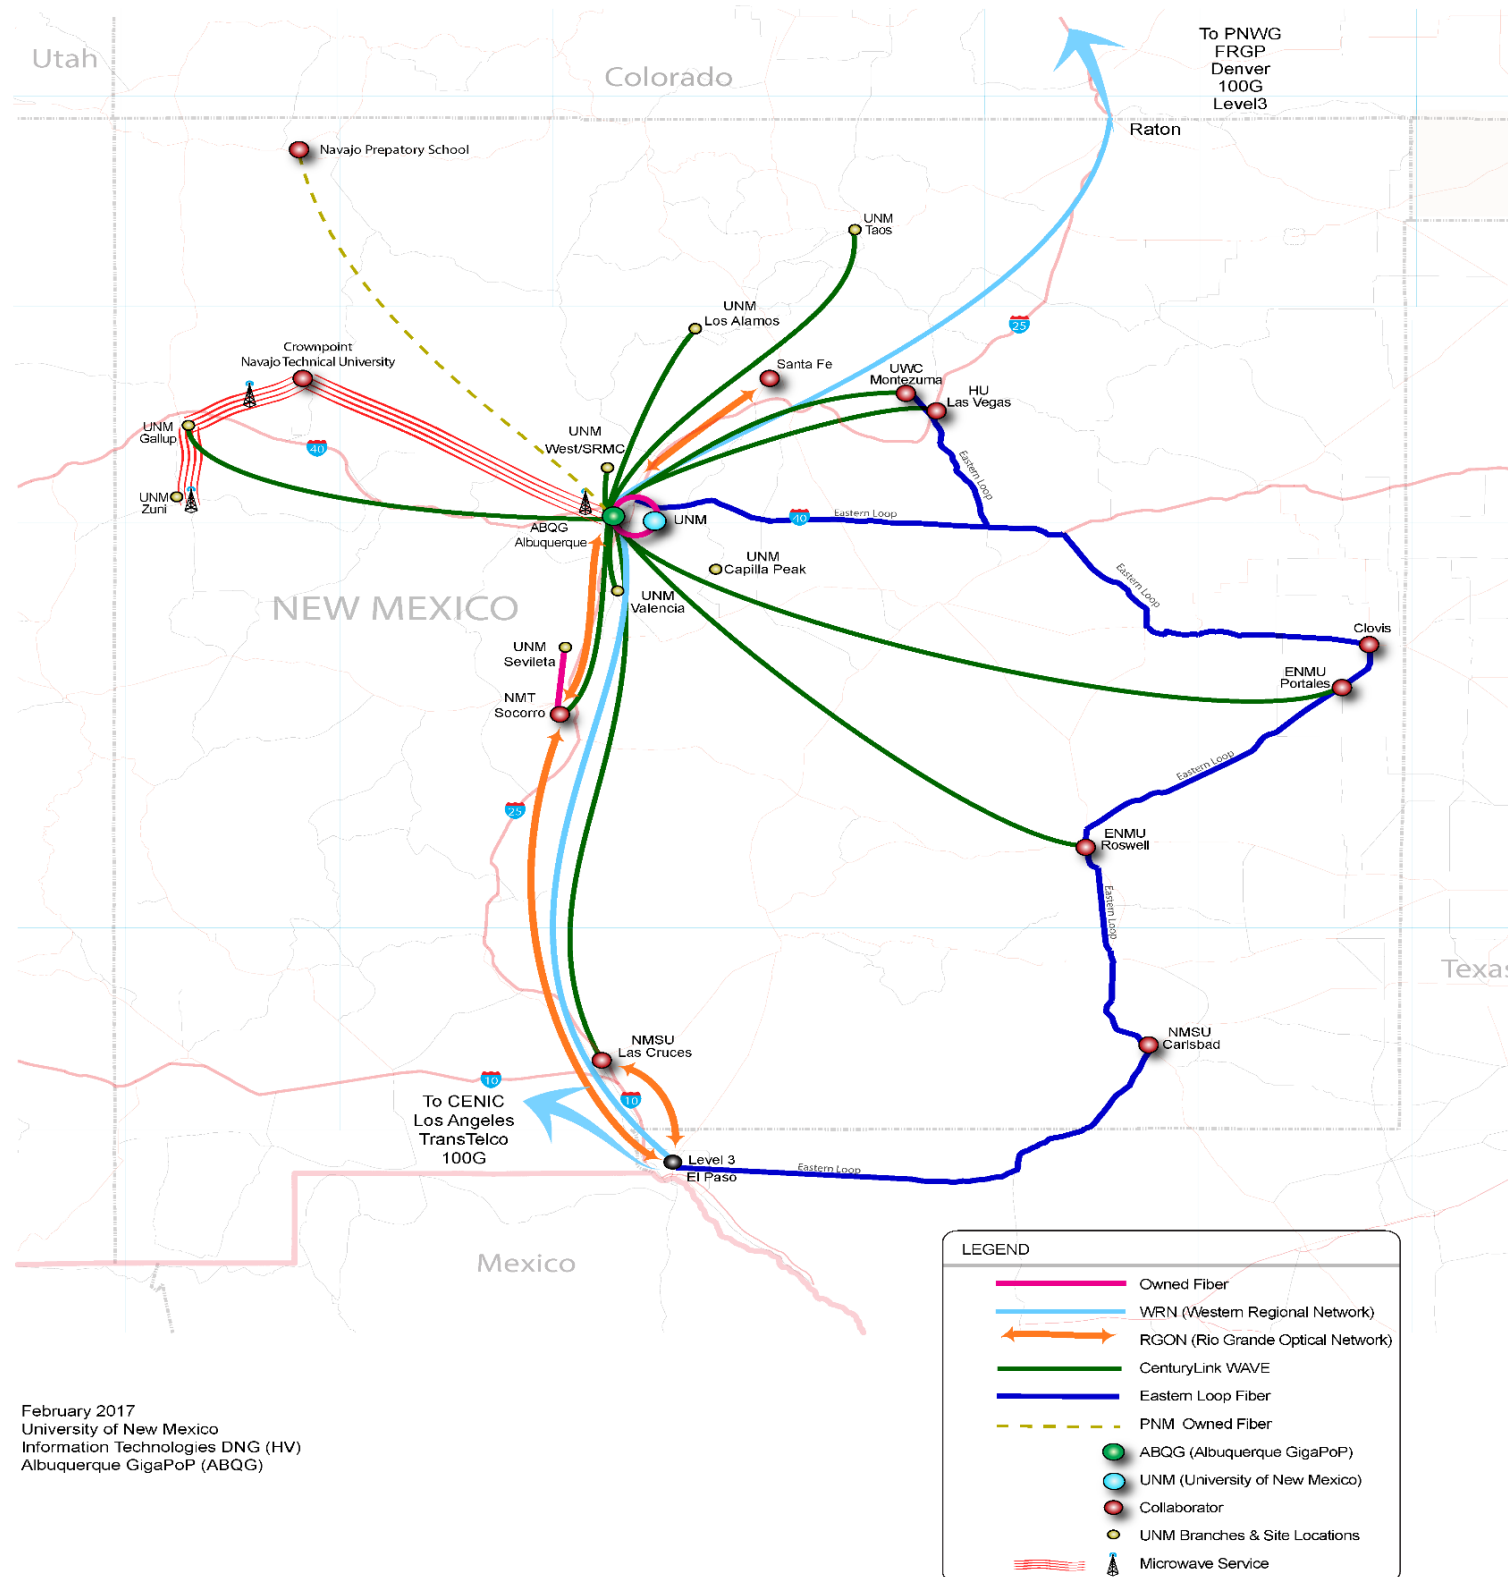 Utah
Colorado
To PNWG
FRGP
Denver
100G
Level3
Raton
Navajo Prepatory School
UNM
Taos
UNM
Los Alamos
25
Crownpoint
Navajo Technical University
Santa Fe
UWC
Montezuma
HU
Las Vegas
UNM
Gallup
40
UNM
West/SRMC
Eastern Loop
UNM
Zuni
ABQG
Albuquerque
UNM
40
Eastern Loop
UNM
Capilla Peak
Eastern Loop
NEW MEXICO
UNM
Valencia
Clovis
UNM
Sevileta
ENMU
Portales
NMT
Socorro
Eastern Loop
25
ENMU
Roswell
Eastern Loop
Texas
NMSU
Las Cruces
NMSU
Carlsbad
10
10
To CENIC
Los Angeles
TransTelco
100G
Level 3
El Paso
Eastern Loop
Mexico
LEGEND
Owned Fiber
WRN (Western Regional Network)
RGON (Rio Grande Optical Network)
CenturyLink WAVE
Eastern Loop Fiber
PNM Owned Fiber
ABQG (Albuquerque GigaPoP)
UNM (University of New Mexico)
Collaborator
UNM Branches & Site Locations
Microwave Service
February 2017
University of New Mexico
Information Technologies DNG (HV)
Albuquerque GigaPoP (ABQG)